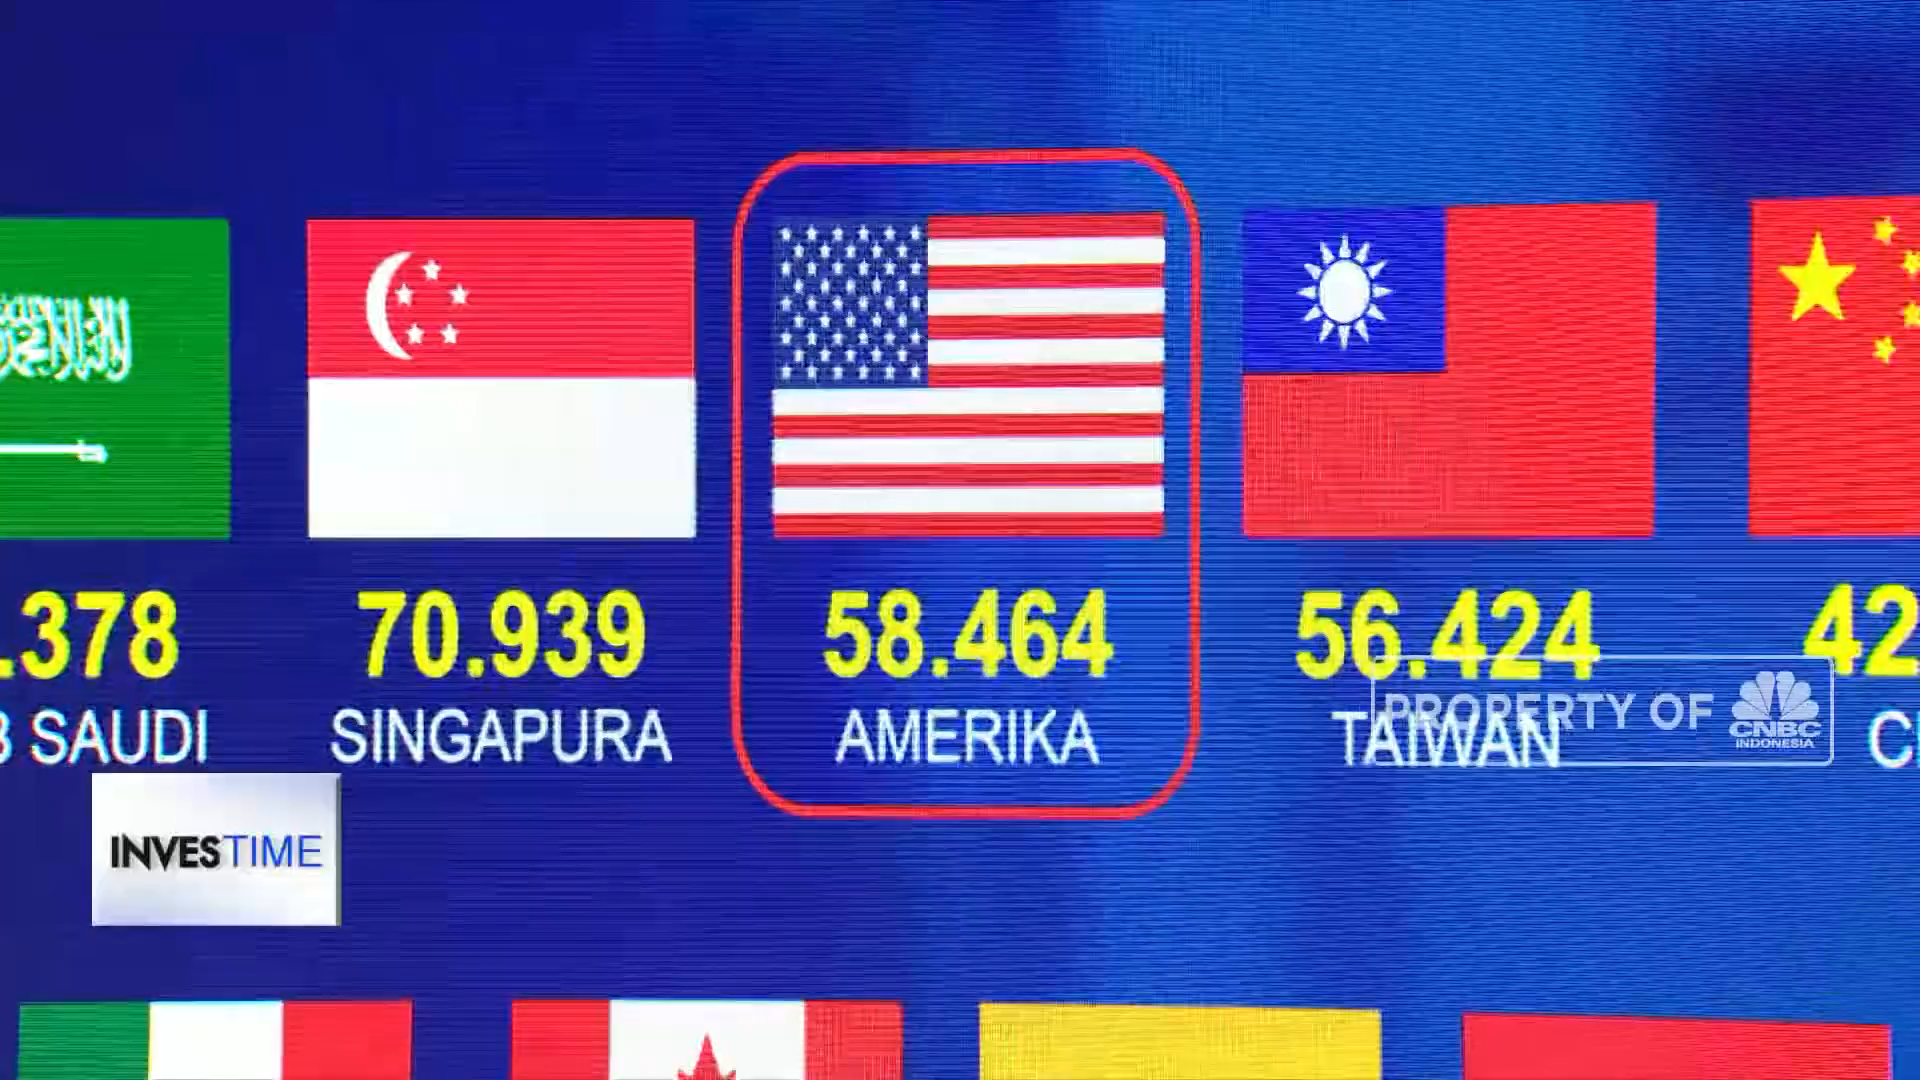 .378
70.939
58.464
56.424
42
SAUDI
SINGAPURA
AMERIKA
TAIWAN
PROPERTY OF
CNBC
INDONESIA
INVESTIME